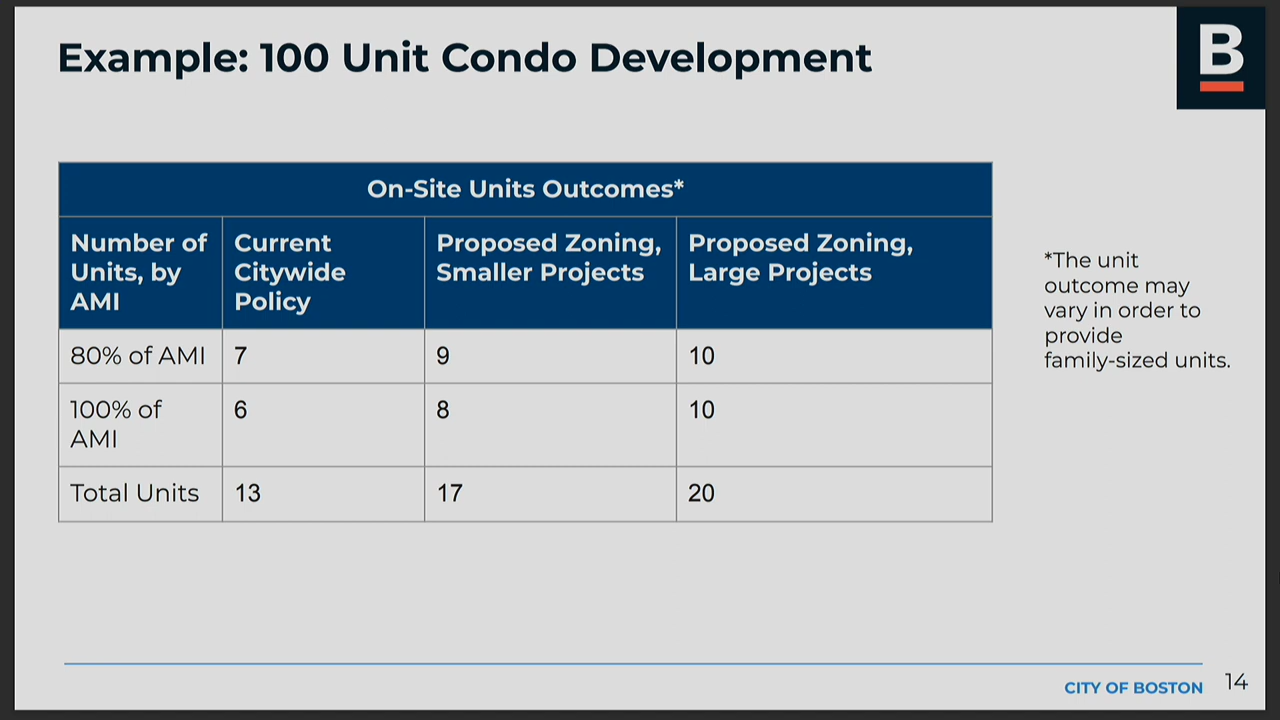 Example: 100 Unit Condo Development
B
On-Site Units Outcomes*
Number of
Units, by
AMI
Current
Citywide
Policy
Proposed Zoning,
Smaller Projects
Proposed Zoning,
Large Projects
80% of AMI
7
9
10
100% of
AMI
6
8
10
Total Units
13
17
20
*The unit
outcome may
vary in order to
provide
family-sized units.
CITY OF BOSTON
14